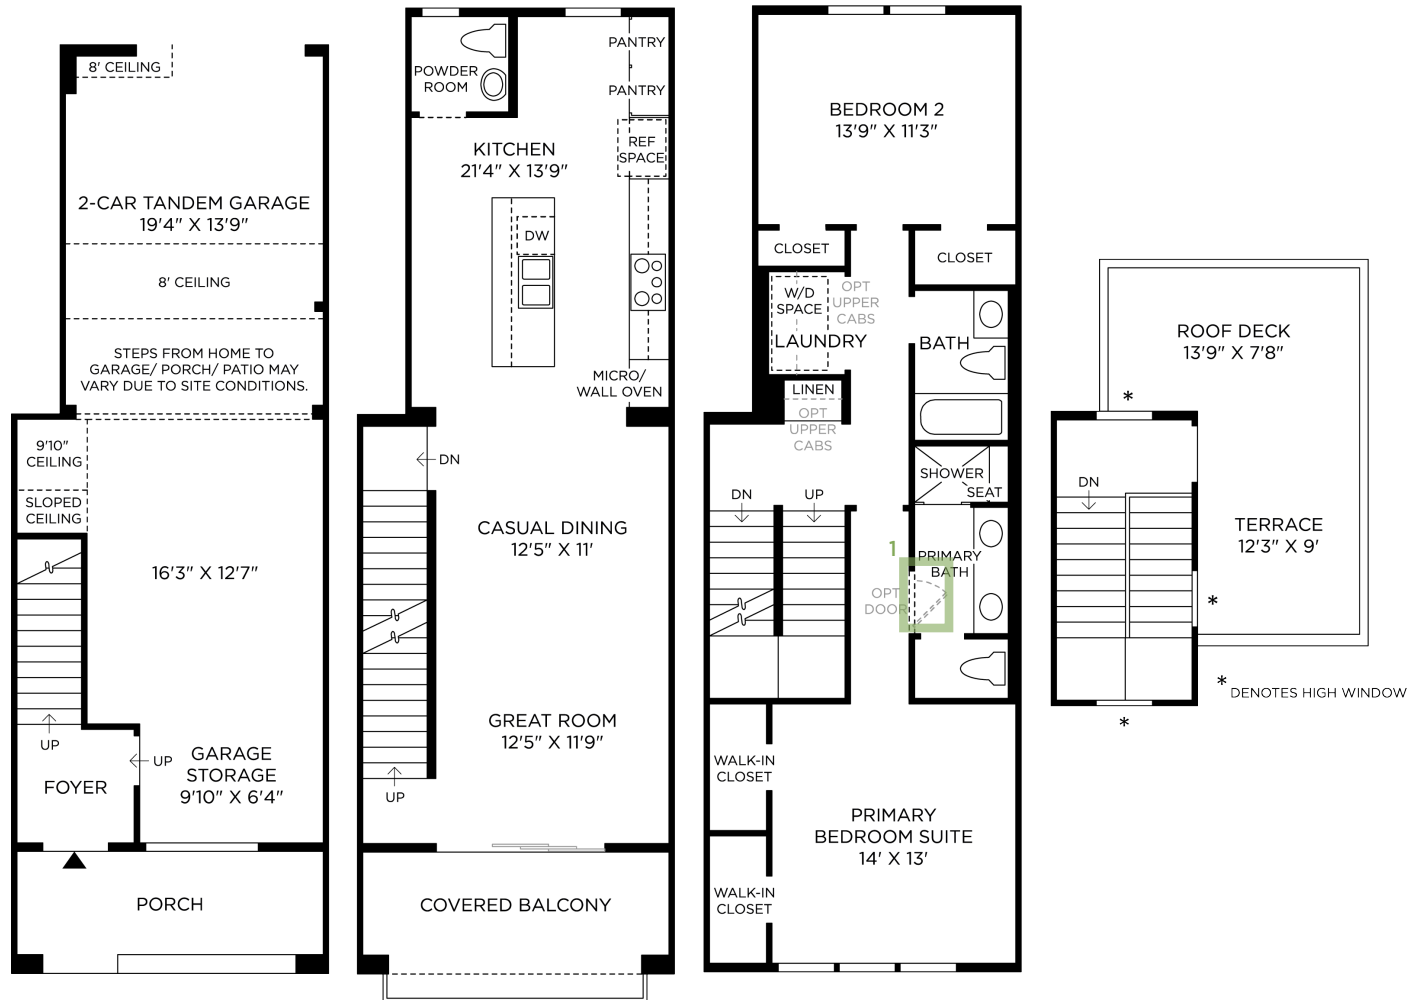 8' CEILING
2-CAR TANDEM GARAGE
19'4" X 13'9"
8' CEILING
STEPS FROM HOME TO
GARAGE/ PORCH/ PATIO MAY
VARY DUE TO SITE CONDITIONS.
9'10"
CEILING
SLOPED
CEILING
16'3" X 12'7"
UP
UP
FOYER
GARAGE
STORAGE
9'10" X 6'4"
PORCH
POWDER
ROOM
PANTRY
PANTRY
KITCHEN
21'4" X 13'9"
REF
SPACE
DW
MICRO/
WALL OVEN
DN
CASUAL DINING
12'5" X 11'
GREAT ROOM
12'5" X 11'9"
UP
COVERED BALCONY
BEDROOM 2
13'9" X 11'3"
CLOSET
CLOSET
W/D
SPACE
OPT
UPPER
CABS
LAUNDRY
BATH
LINEN
OPT
UPPER
CABS
SHOWER
SEAT
DN
UP
1
PRIMARY
BATH
OPT
DOOR
WALK-IN
CLOSET
PRIMARY
BEDROOM SUITE
14' X 13'
WALK-IN
CLOSET
ROOF DECK
13'9" X 7'8"
*
DN
TERRACE
12'3" X 9'
*
* DENOTES HIGH WINDOW
*